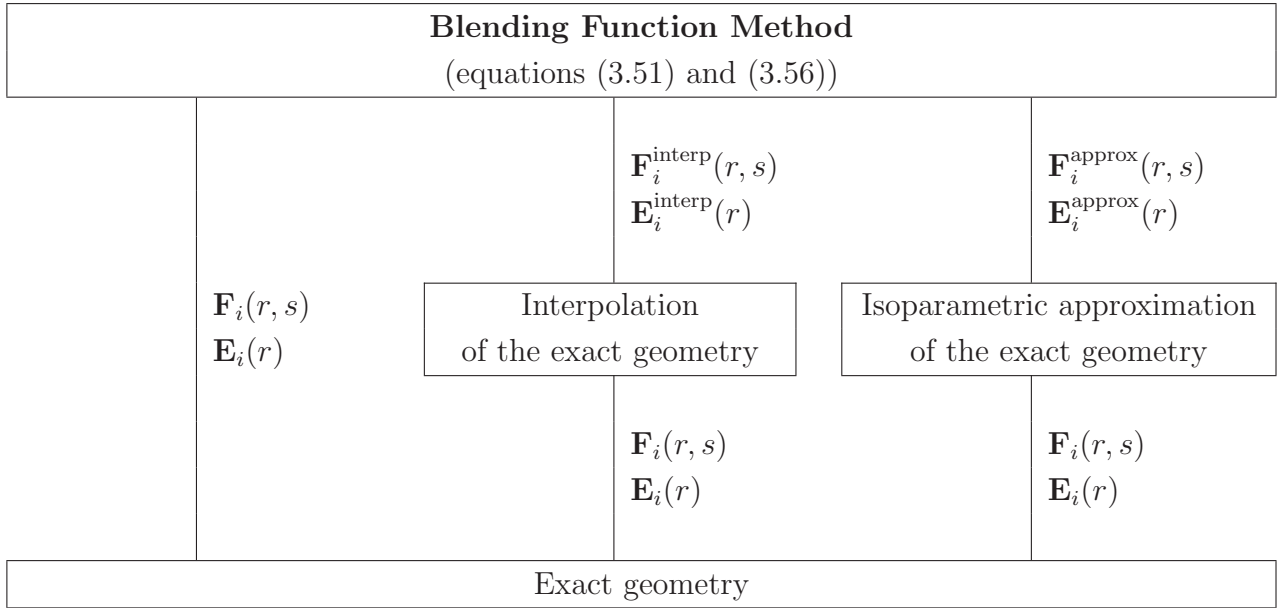 Blending Function Method
(equations (3.51) and (3.56))
F_i^interp(r, s)
E_i^interp(r)
F_i^approx(r, s)
E_i^approx(r)
F_i(r, s)
E_i(r)
Interpolation
of the exact geometry
Isoparametric approximation
of the exact geometry
F_i(r, s)
E_i(r)
F_i(r, s)
E_i(r)
Exact geometry